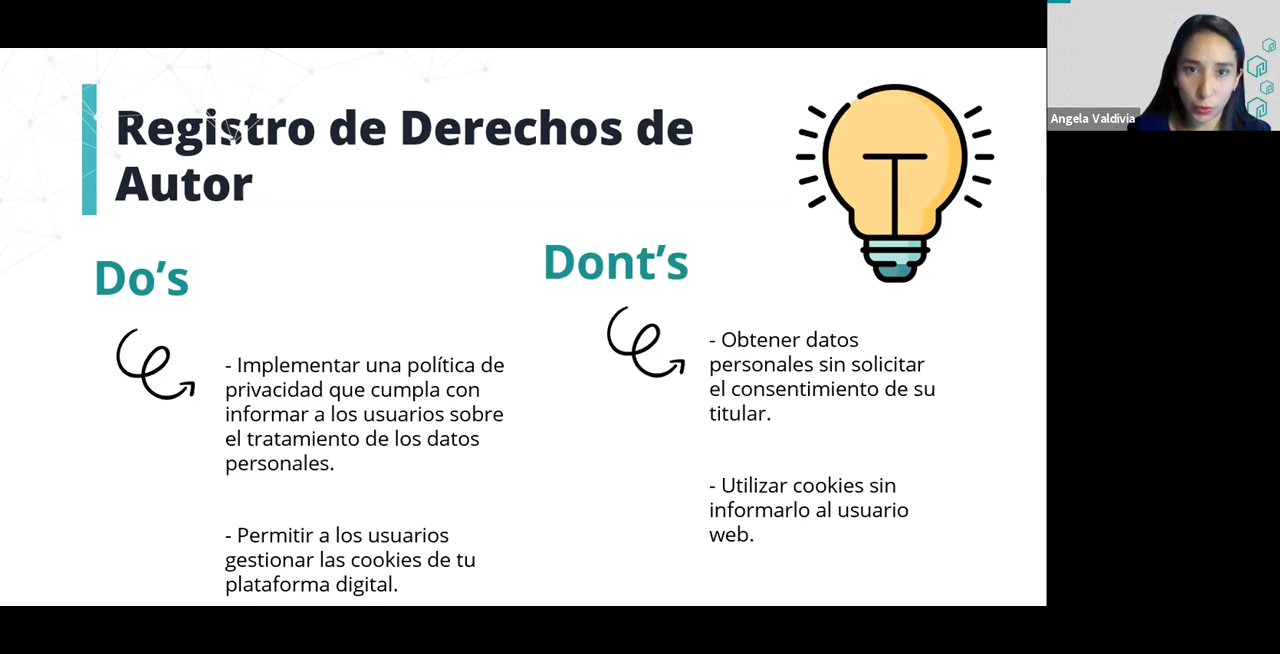 Registro de Derechos de
Autor
Do’s
- Implementar una política de
privacidad que cumpla con
informar a los usuarios sobre
el tratamiento de los datos
personales.
- Permitir a los usuarios
gestionar las cookies de tu
plataforma digital.
Dont’s
- Obtener datos
personales sin solicitar
el consentimiento de su
titular.
- Utilizar cookies sin
informarlo al usuario
web.
Angela Valdivia